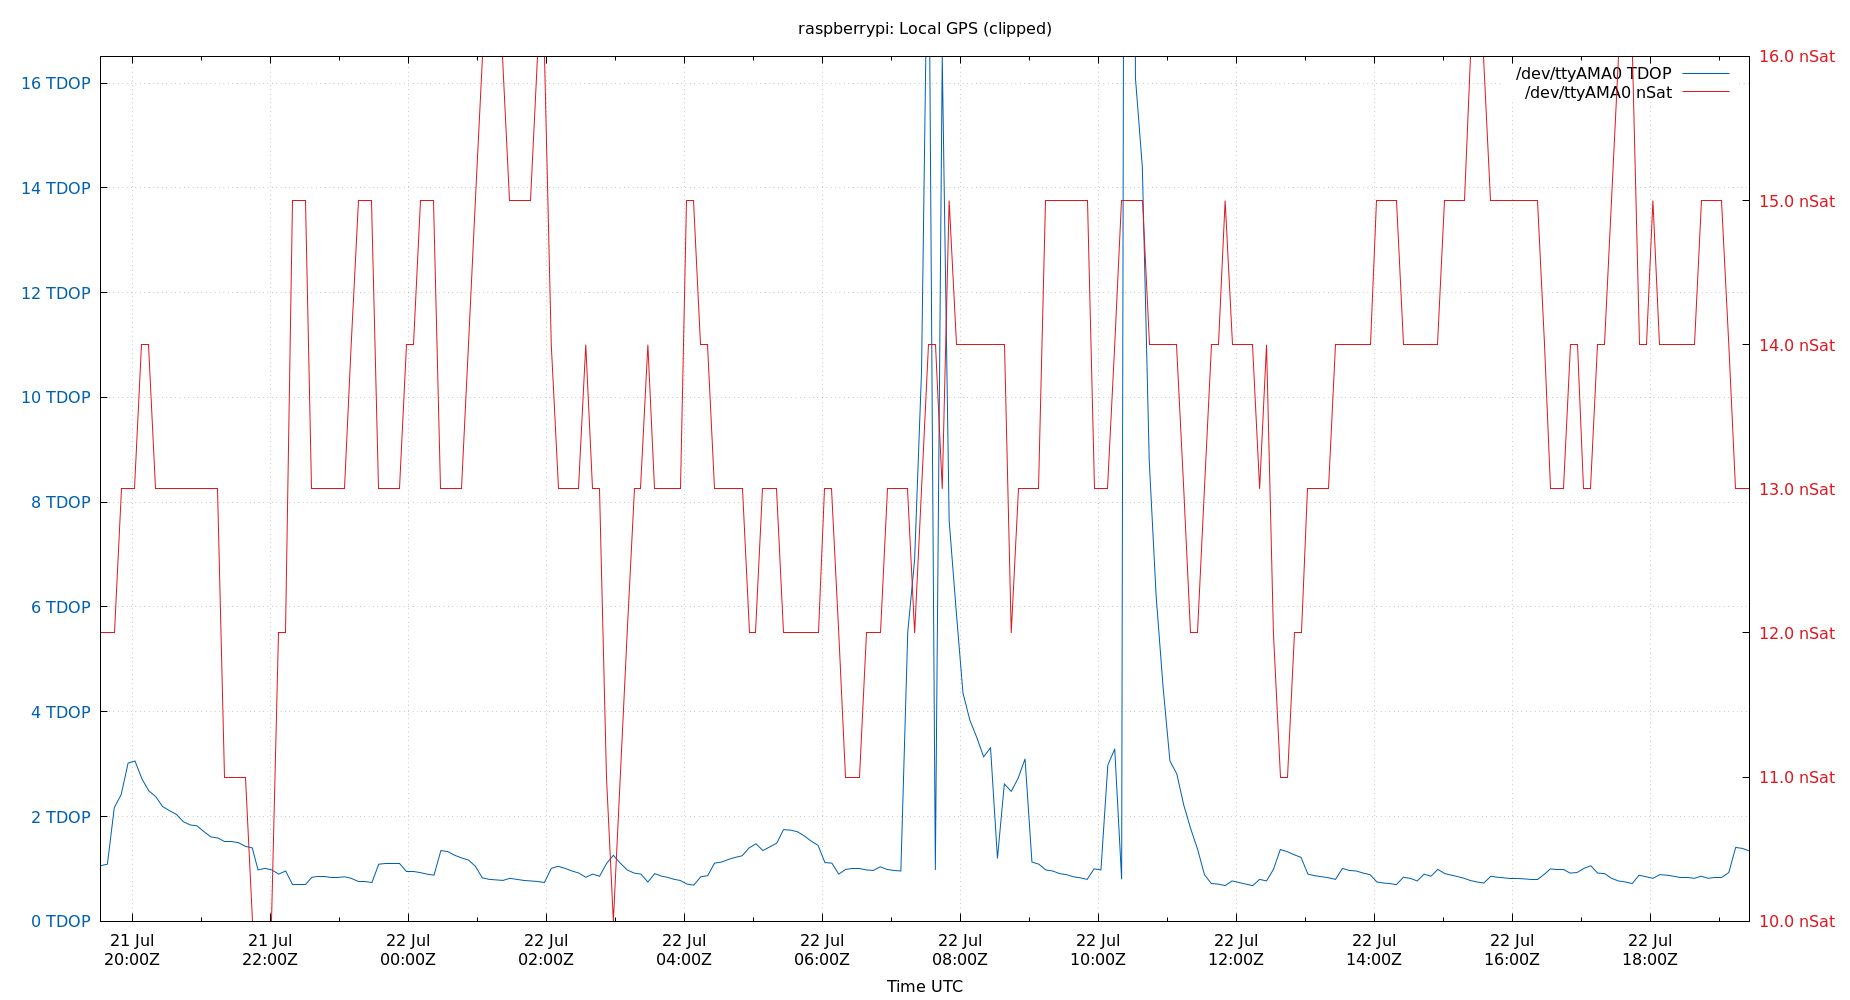 raspberrypi: Local GPS (clipped)
/dev/ttyAMA0 TDOP
/dev/ttyAMA0 nSat
16 TDOP
14 TDOP
12 TDOP
10 TDOP
8 TDOP
6 TDOP
4 TDOP
2 TDOP
0 TDOP
16.0 nSat
15.0 nSat
14.0 nSat
13.0 nSat
12.0 nSat
11.0 nSat
10.0 nSat
21 Jul 20:00Z
21 Jul 22:00Z
22 Jul 00:00Z
22 Jul 02:00Z
22 Jul 04:00Z
22 Jul 06:00Z
22 Jul 08:00Z
22 Jul 10:00Z
22 Jul 12:00Z
22 Jul 14:00Z
22 Jul 16:00Z
22 Jul 18:00Z
Time UTC